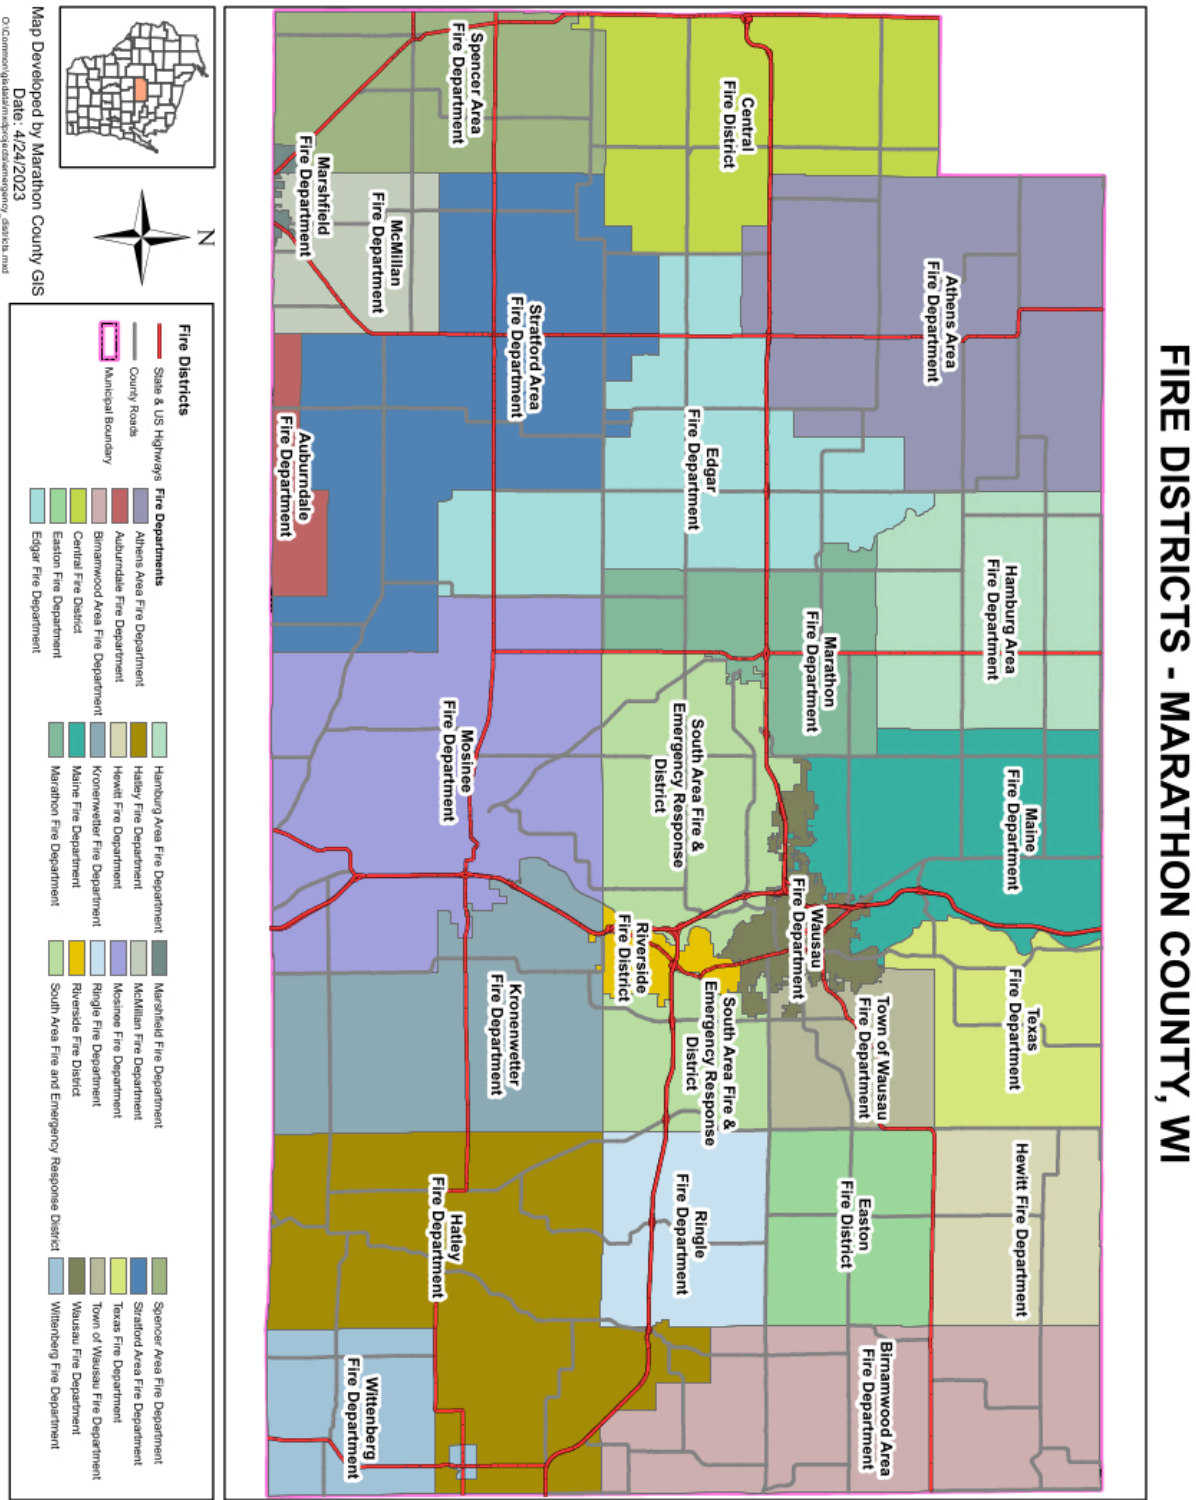 FIRE DISTRICTS - MARATHON COUNTY, WI
Central
Fire District
Athens Area
Fire Department
Hamburg Area
Fire Department
Maine
Fire Department
Texas
Fire Department
Hewitt Fire Department
Spencer Area
Fire Department
Stratford Area
Fire Department
Edgar
Fire Department
Marathon
Fire Department
Wausau
Fire Department
Town of Wausau
Fire Department
Easton
Fire District
Birnamwood Area
Fire Department
Marshfield
Fire Department
McMillan
Fire Department
South Area Fire &
Emergency Response
District
Riverside
Fire District
South Area Fire &
Emergency Response
District
Ringle
Fire Department
Auburndale
Fire Department
Mosinee
Fire Department
Kronenwetter
Fire Department
Hatley
Fire Department
Wittenberg
Fire Department
N
Map Developed by Marathon County GIS
Date: 4/24/2023
O:\Common\gisdata\mxdprojects\emergency_districts.mxd
Fire Districts
State & US Highways
County Roads
Municipal Boundary
Fire Departments
Athens Area Fire Department
Auburndale Fire Department
Birnamwood Area Fire Department
Central Fire District
Easton Fire Department
Edgar Fire Department
Hamburg Area Fire Department
Hatley Fire Department
Hewitt Fire Department
Kronenwetter Fire Department
Maine Fire Department
Marathon Fire Department
Marshfield Fire Department
McMillan Fire Department
Mosinee Fire Department
Ringle Fire Department
Riverside Fire District
South Area Fire and Emergency Response District
Spencer Area Fire Department
Stratford Area Fire Department
Texas Fire Department
Town of Wausau Fire Department
Wausau Fire Department
Wittenberg Fire Department